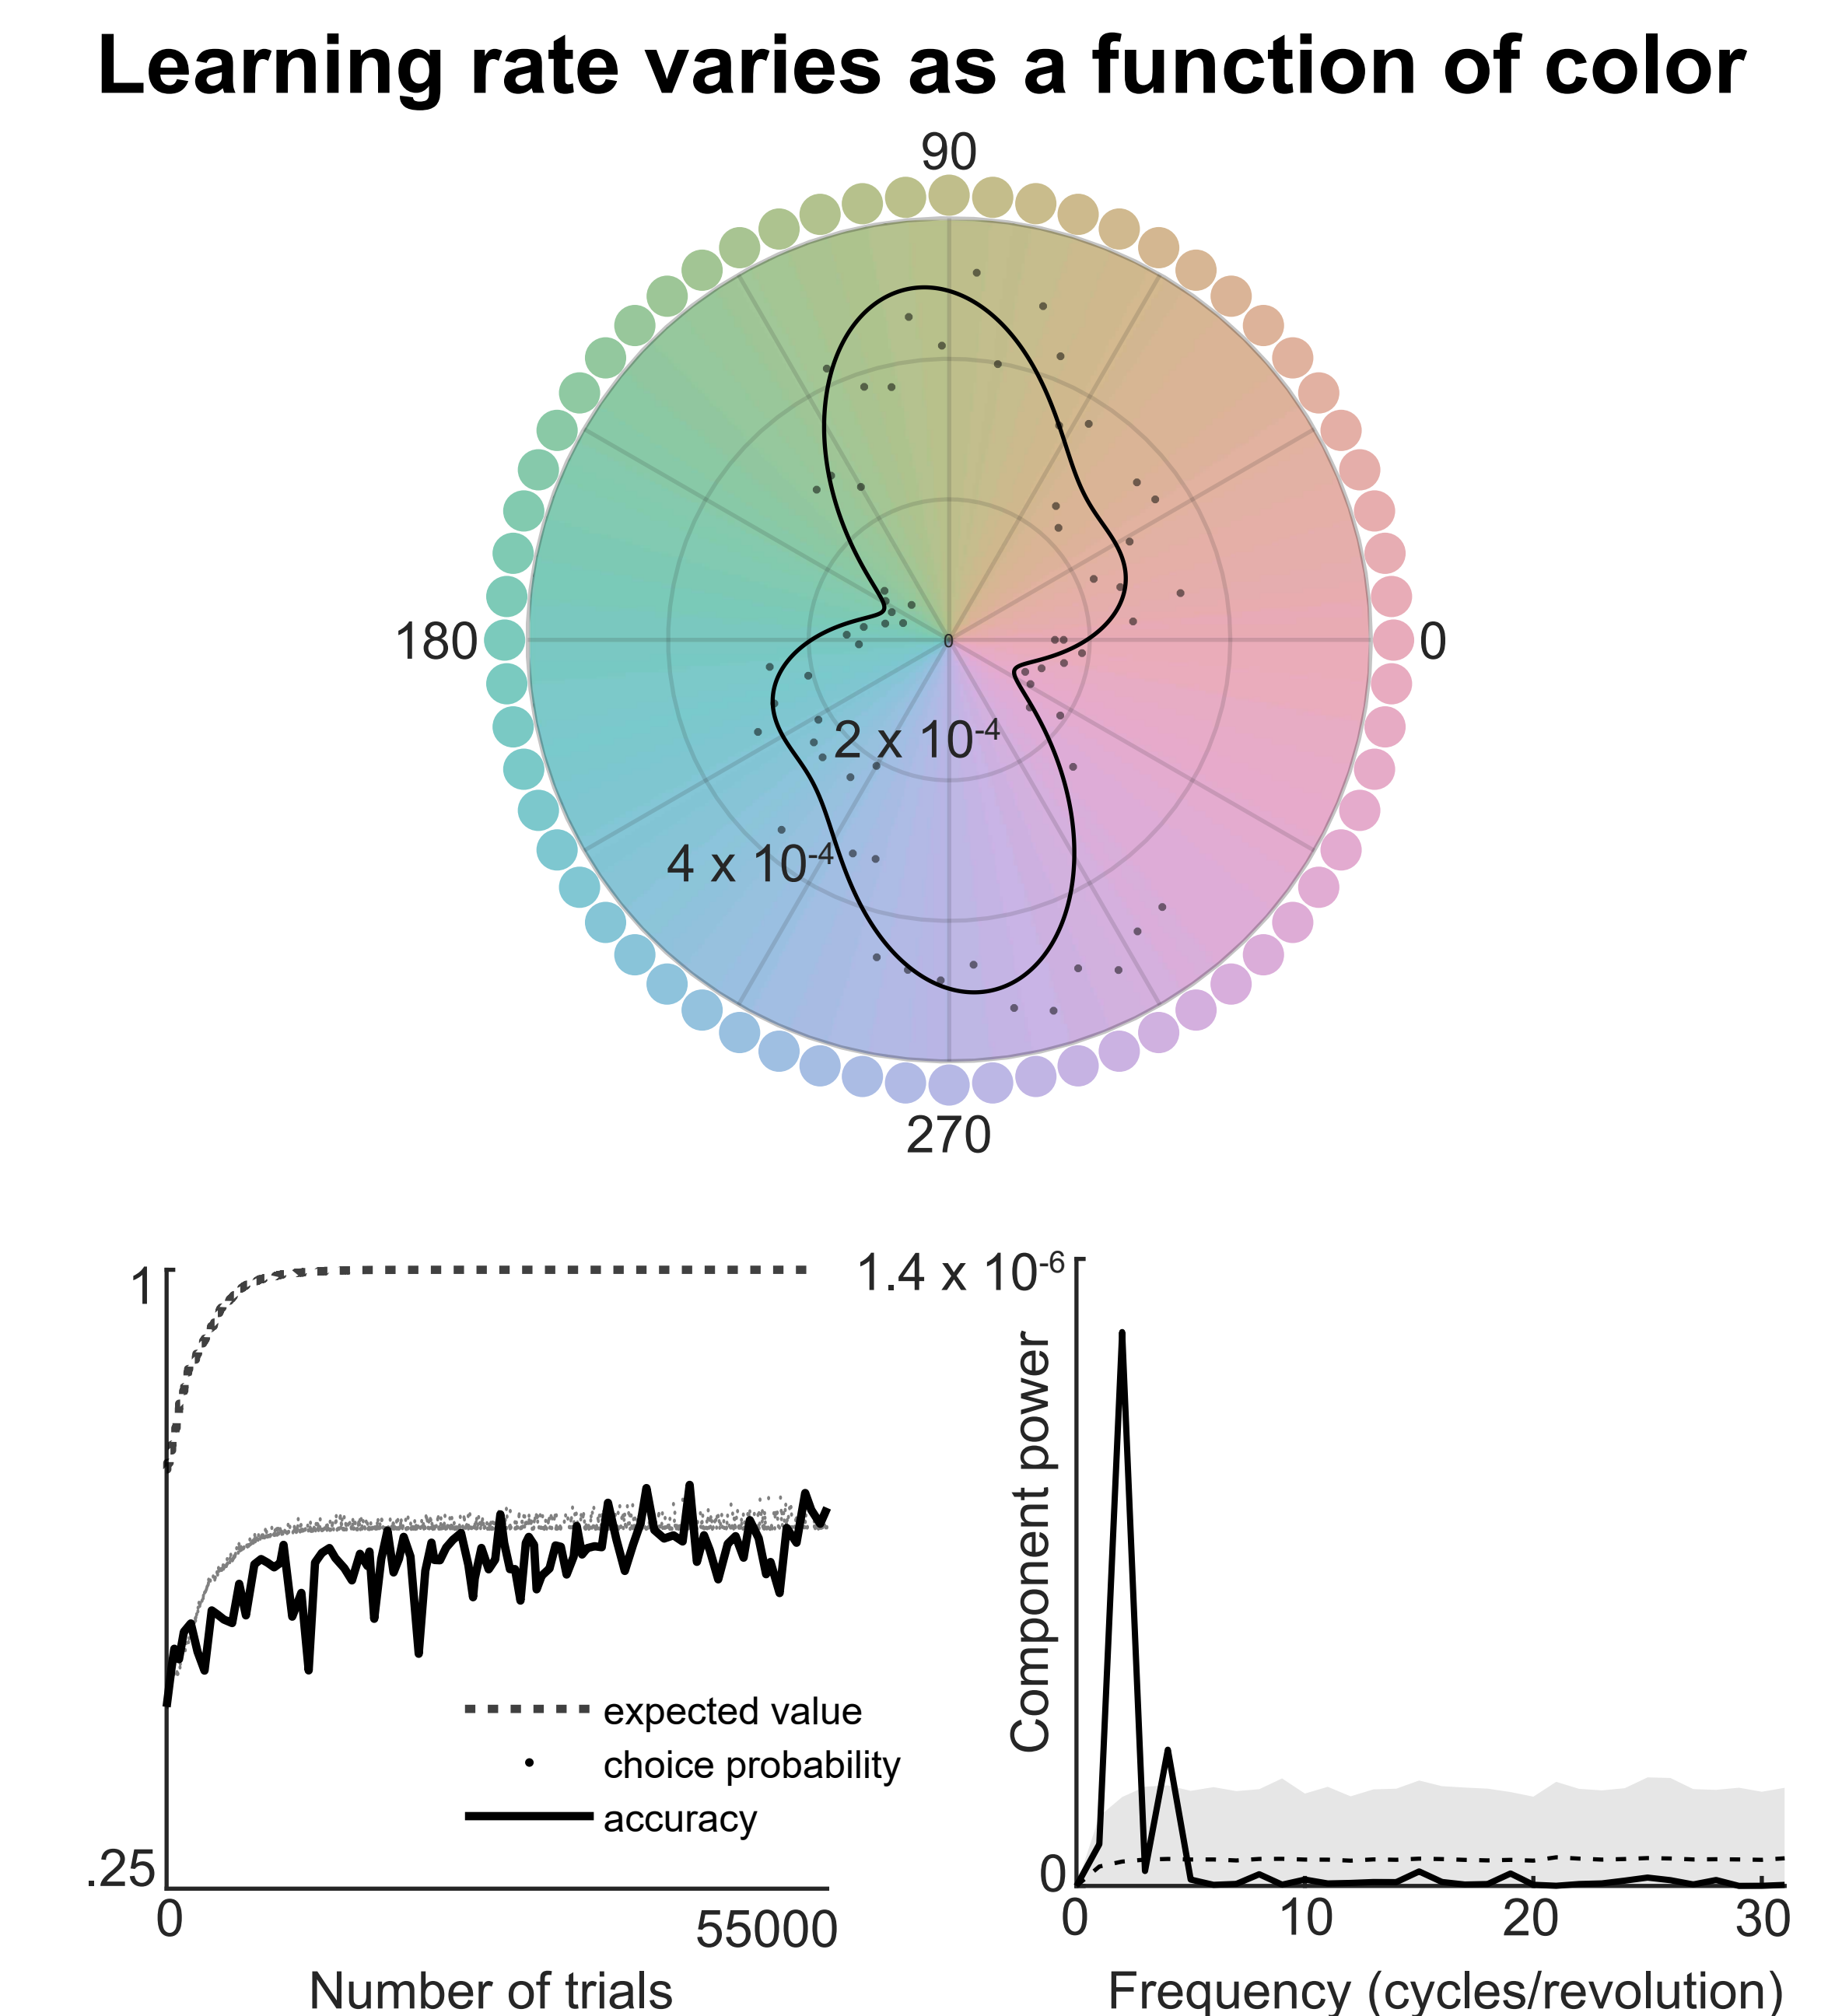 Learning rate varies as a function of color
90
180
0
0
2 x 10-4
4 x 10-4
270
1
.25
0
55000
Number of trials
expected value
choice probability
accuracy
1.4 x 10-6
Component power
0
0
10
20
30
Frequency (cycles/revolution)